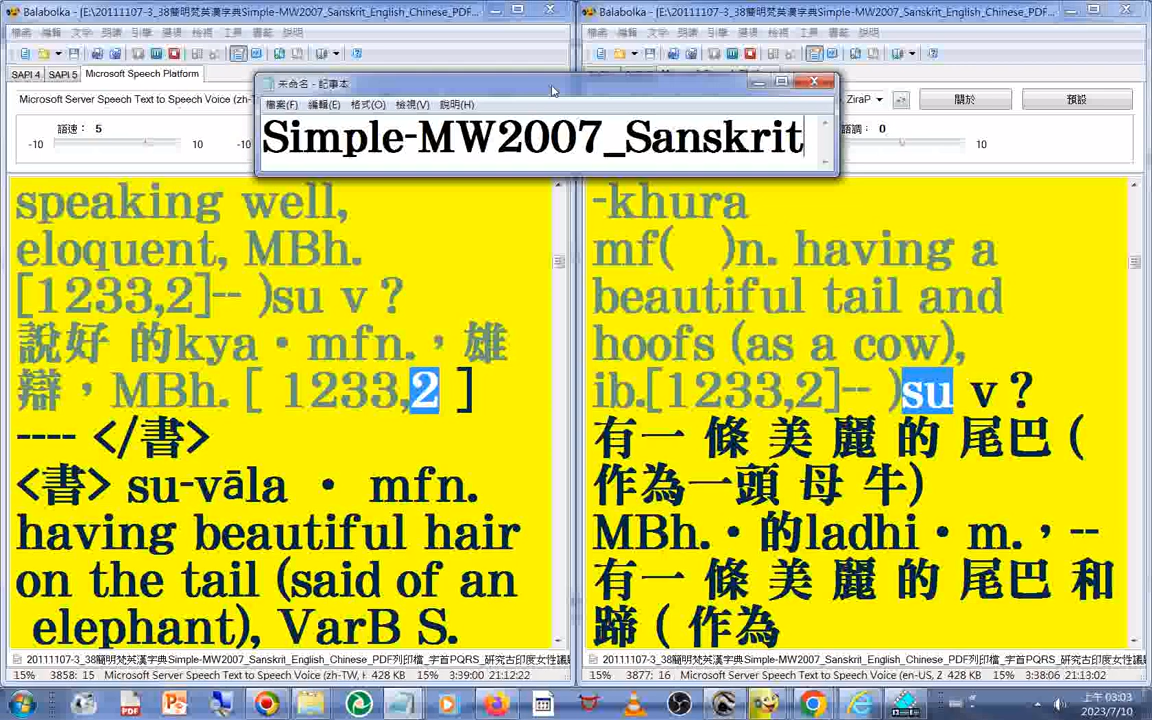 Balabolka - [E:\20111107-3_38簡明梵英漢字典Simple-MW2007_Sanskrit_English_Chinese_PDF...
Balabolka - [E:\20111107-3_38簡明梵英漢字典Simple-MW2007_Sanskrit_English_Chinese_PDF...
SAPI 4 SAPI 5 Microsoft Speech Platform
未命名 - 記事本
檔案(F) 編輯(E) 格式(O) 檢視(V) 說明(H)
Simple-MW2007_Sanskrit
Microsoft Server Speech Text to Speech Voice (zh-
ZiraP 關於 預設
語速: 5
-10 10
語調: 0
10
speaking well,
eloquent, MBh.
[1233,2]-- )su v？
說好 的kya・mfn.，雄
辯，MBh. [ 1233,2 ]
---- </書>
<書> su-vāla ・ mfn.
having beautiful hair
on the tail (said of an
elephant), VarB S.
-khura
mf( )n. having a
beautiful tail and
hoofs (as a cow),
ib.[1233,2]-- )su v？
有一 條 美 麗 的 尾巴 (
作為一頭 母 牛)
MBh.・的ladhi・m.，--
有一 條 美 麗 的 尾巴 和
蹄 ( 作為
20111107-3_38簡明梵英漢字典Simple-MW2007_Sanskrit_English_Chinese_PDF列印檔_字首PQRS_研究古印度女性議
15% 3858: 15 Microsoft Server Speech Text to Speech Voice (zh-TW, H 428 KB 3:39:00 21:12:22
20111107-3_38簡明梵英漢字典Simple-MW2007_Sanskrit_English_Chinese_PDF列印檔_字首PQRS_研究古印度女性議
15% 3877: 16 Microsoft Server Speech Text to Speech Voice (en-US, Z 428 KB 3:38:06 21:13:02
上午 03:03
2023/7/10